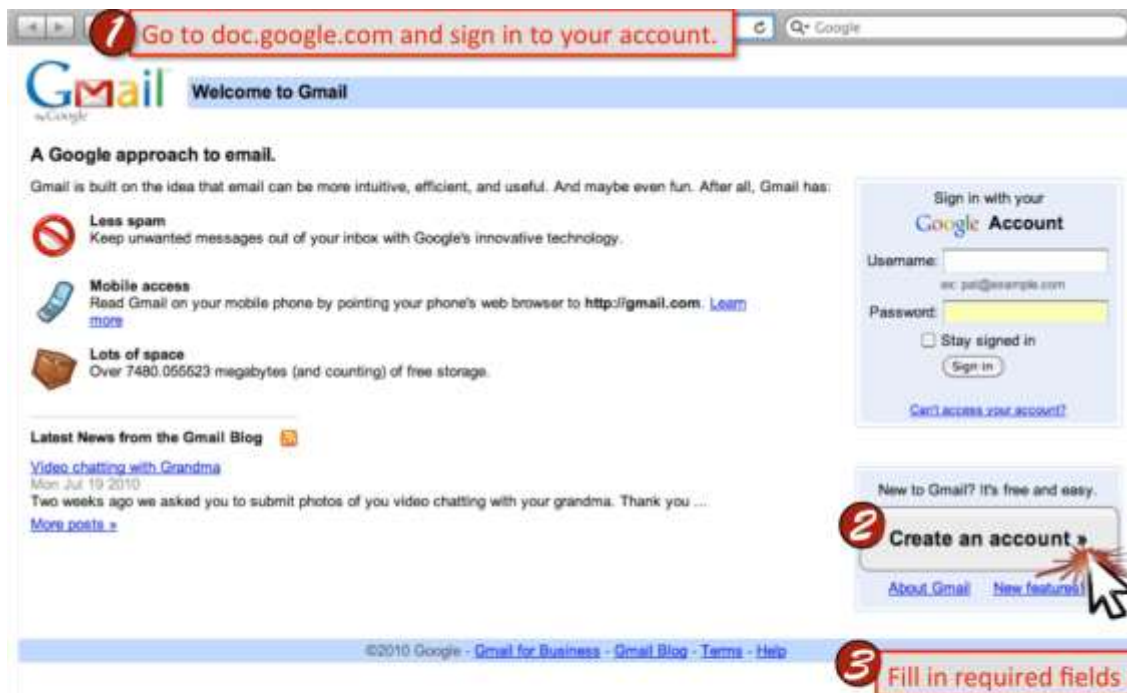 1 Go to doc.google.com and sign in to your account.
Google
Gmail
by Google
Welcome to Gmail
A Google approach to email.
Gmail is built on the idea that email can be more intuitive, efficient, and useful. And maybe even fun. After all, Gmail has:
Less spam
Keep unwanted messages out of your inbox with Google's innovative technology.
Mobile access
Read Gmail on your mobile phone by pointing your phone's web browser to http://gmail.com. Learn
more
Lots of space
Over 7480.055523 megabytes (and counting) of free storage.
Latest News from the Gmail Blog
Video chatting with Grandma
Mon Jul 19 2010
Two weeks ago we asked you to submit photos of you video chatting with your grandma. Thank you ...
More posts »
Sign in with your
Google Account
Username:
ex: pat@example.com
Password:
Stay signed in
Sign in
Can't access your account?
New to Gmail? It's free and easy.
2 Create an account »
About Gmail New features!
©2010 Google - Gmail for Business - Gmail Blog - Terms - Help
3 Fill in required fields